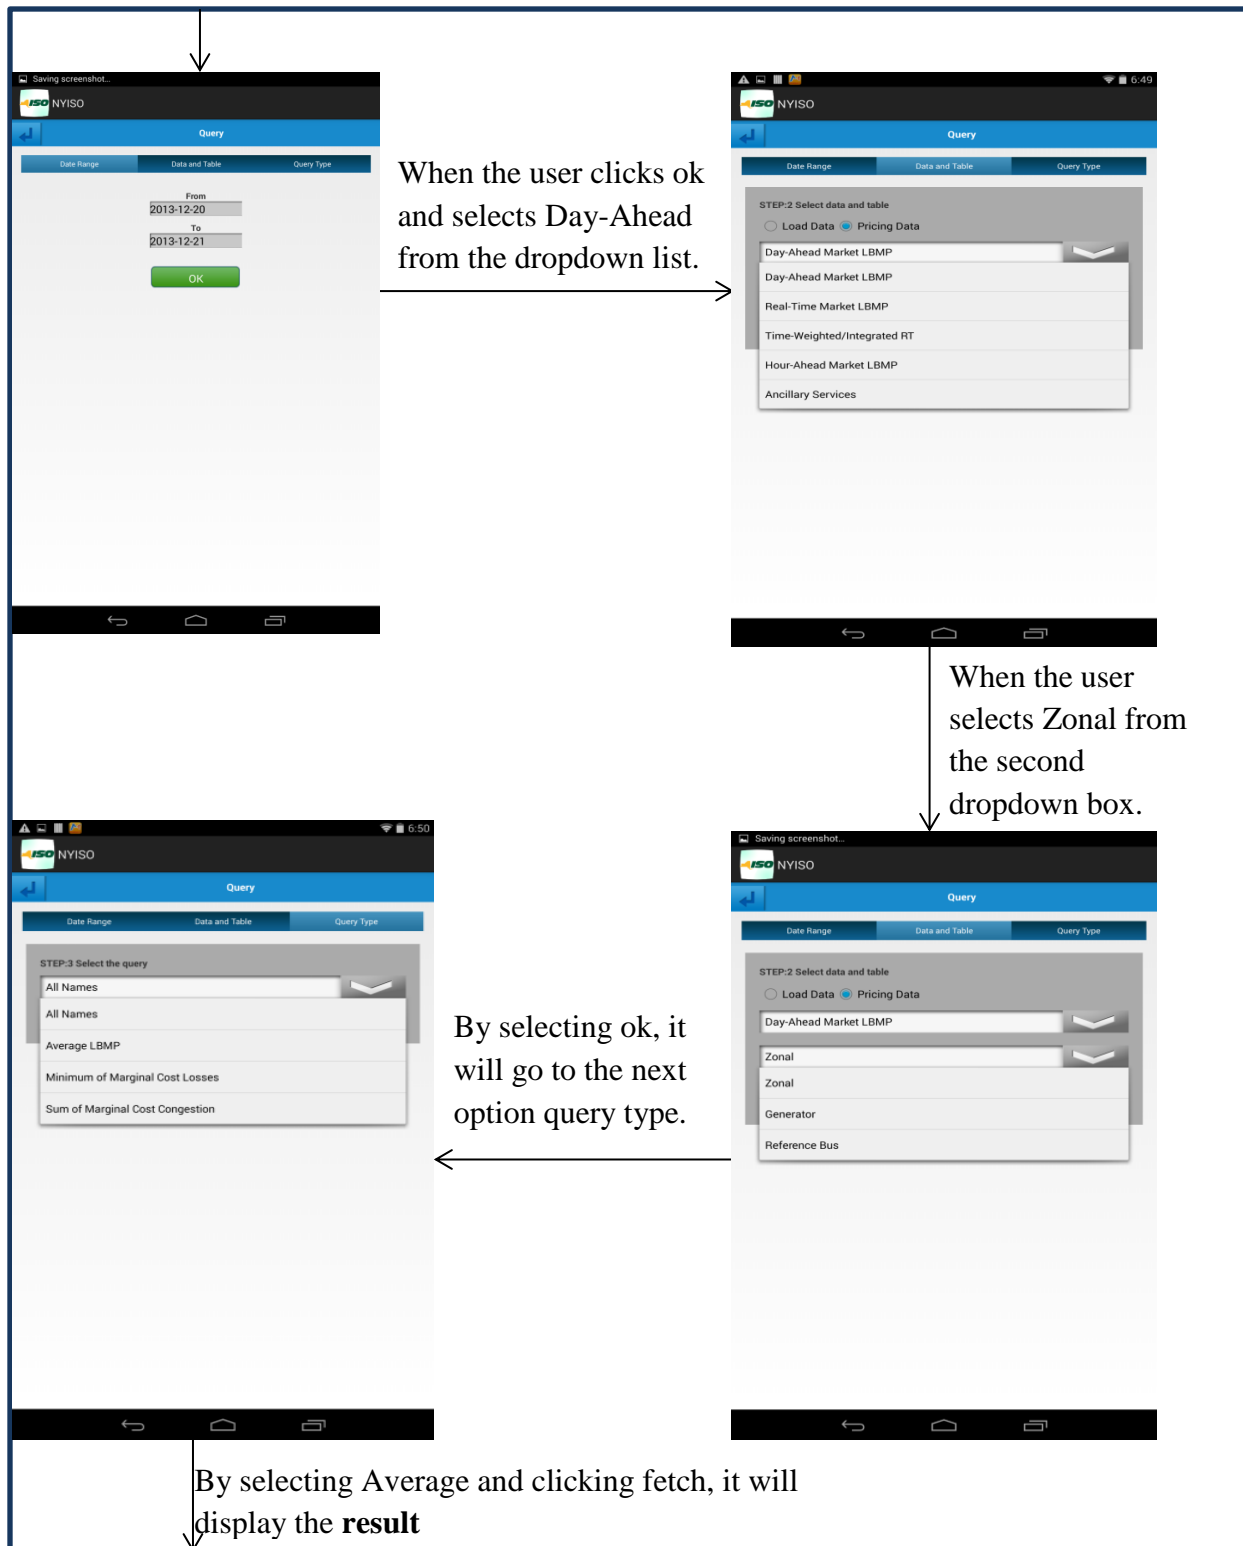 Saving screenshot...
ISO NYISO
Query
Date Range Data and Table Query Type
From
2013-12-20
To
2013-12-21
OK
When the user clicks ok
and selects Day-Ahead
from the dropdown list.
6:49
ISO NYISO
Query
Date Range Data and Table Query Type
STEP:2 Select data and table
Load Data Pricing Data
Day-Ahead Market LBMP
Day-Ahead Market LBMP
Real-Time Market LBMP
Time-Weighted/Integrated RT
Hour-Ahead Market LBMP
Ancillary Services
When the user
selects Zonal from
the second
dropdown box.
Saving screenshot...
ISO NYISO
Query
Date Range Data and Table Query Type
STEP:2 Select data and table
Load Data Pricing Data
Day-Ahead Market LBMP
Zonal
Zonal
Generator
Reference Bus
By selecting ok, it
will go to the next
option query type.
6:50
ISO NYISO
Query
Date Range Data and Table Query Type
STEP:3 Select the query
All Names
All Names
Average LBMP
Minimum of Marginal Cost Losses
Sum of Marginal Cost Congestion
By selecting Average and clicking fetch, it will
display the result